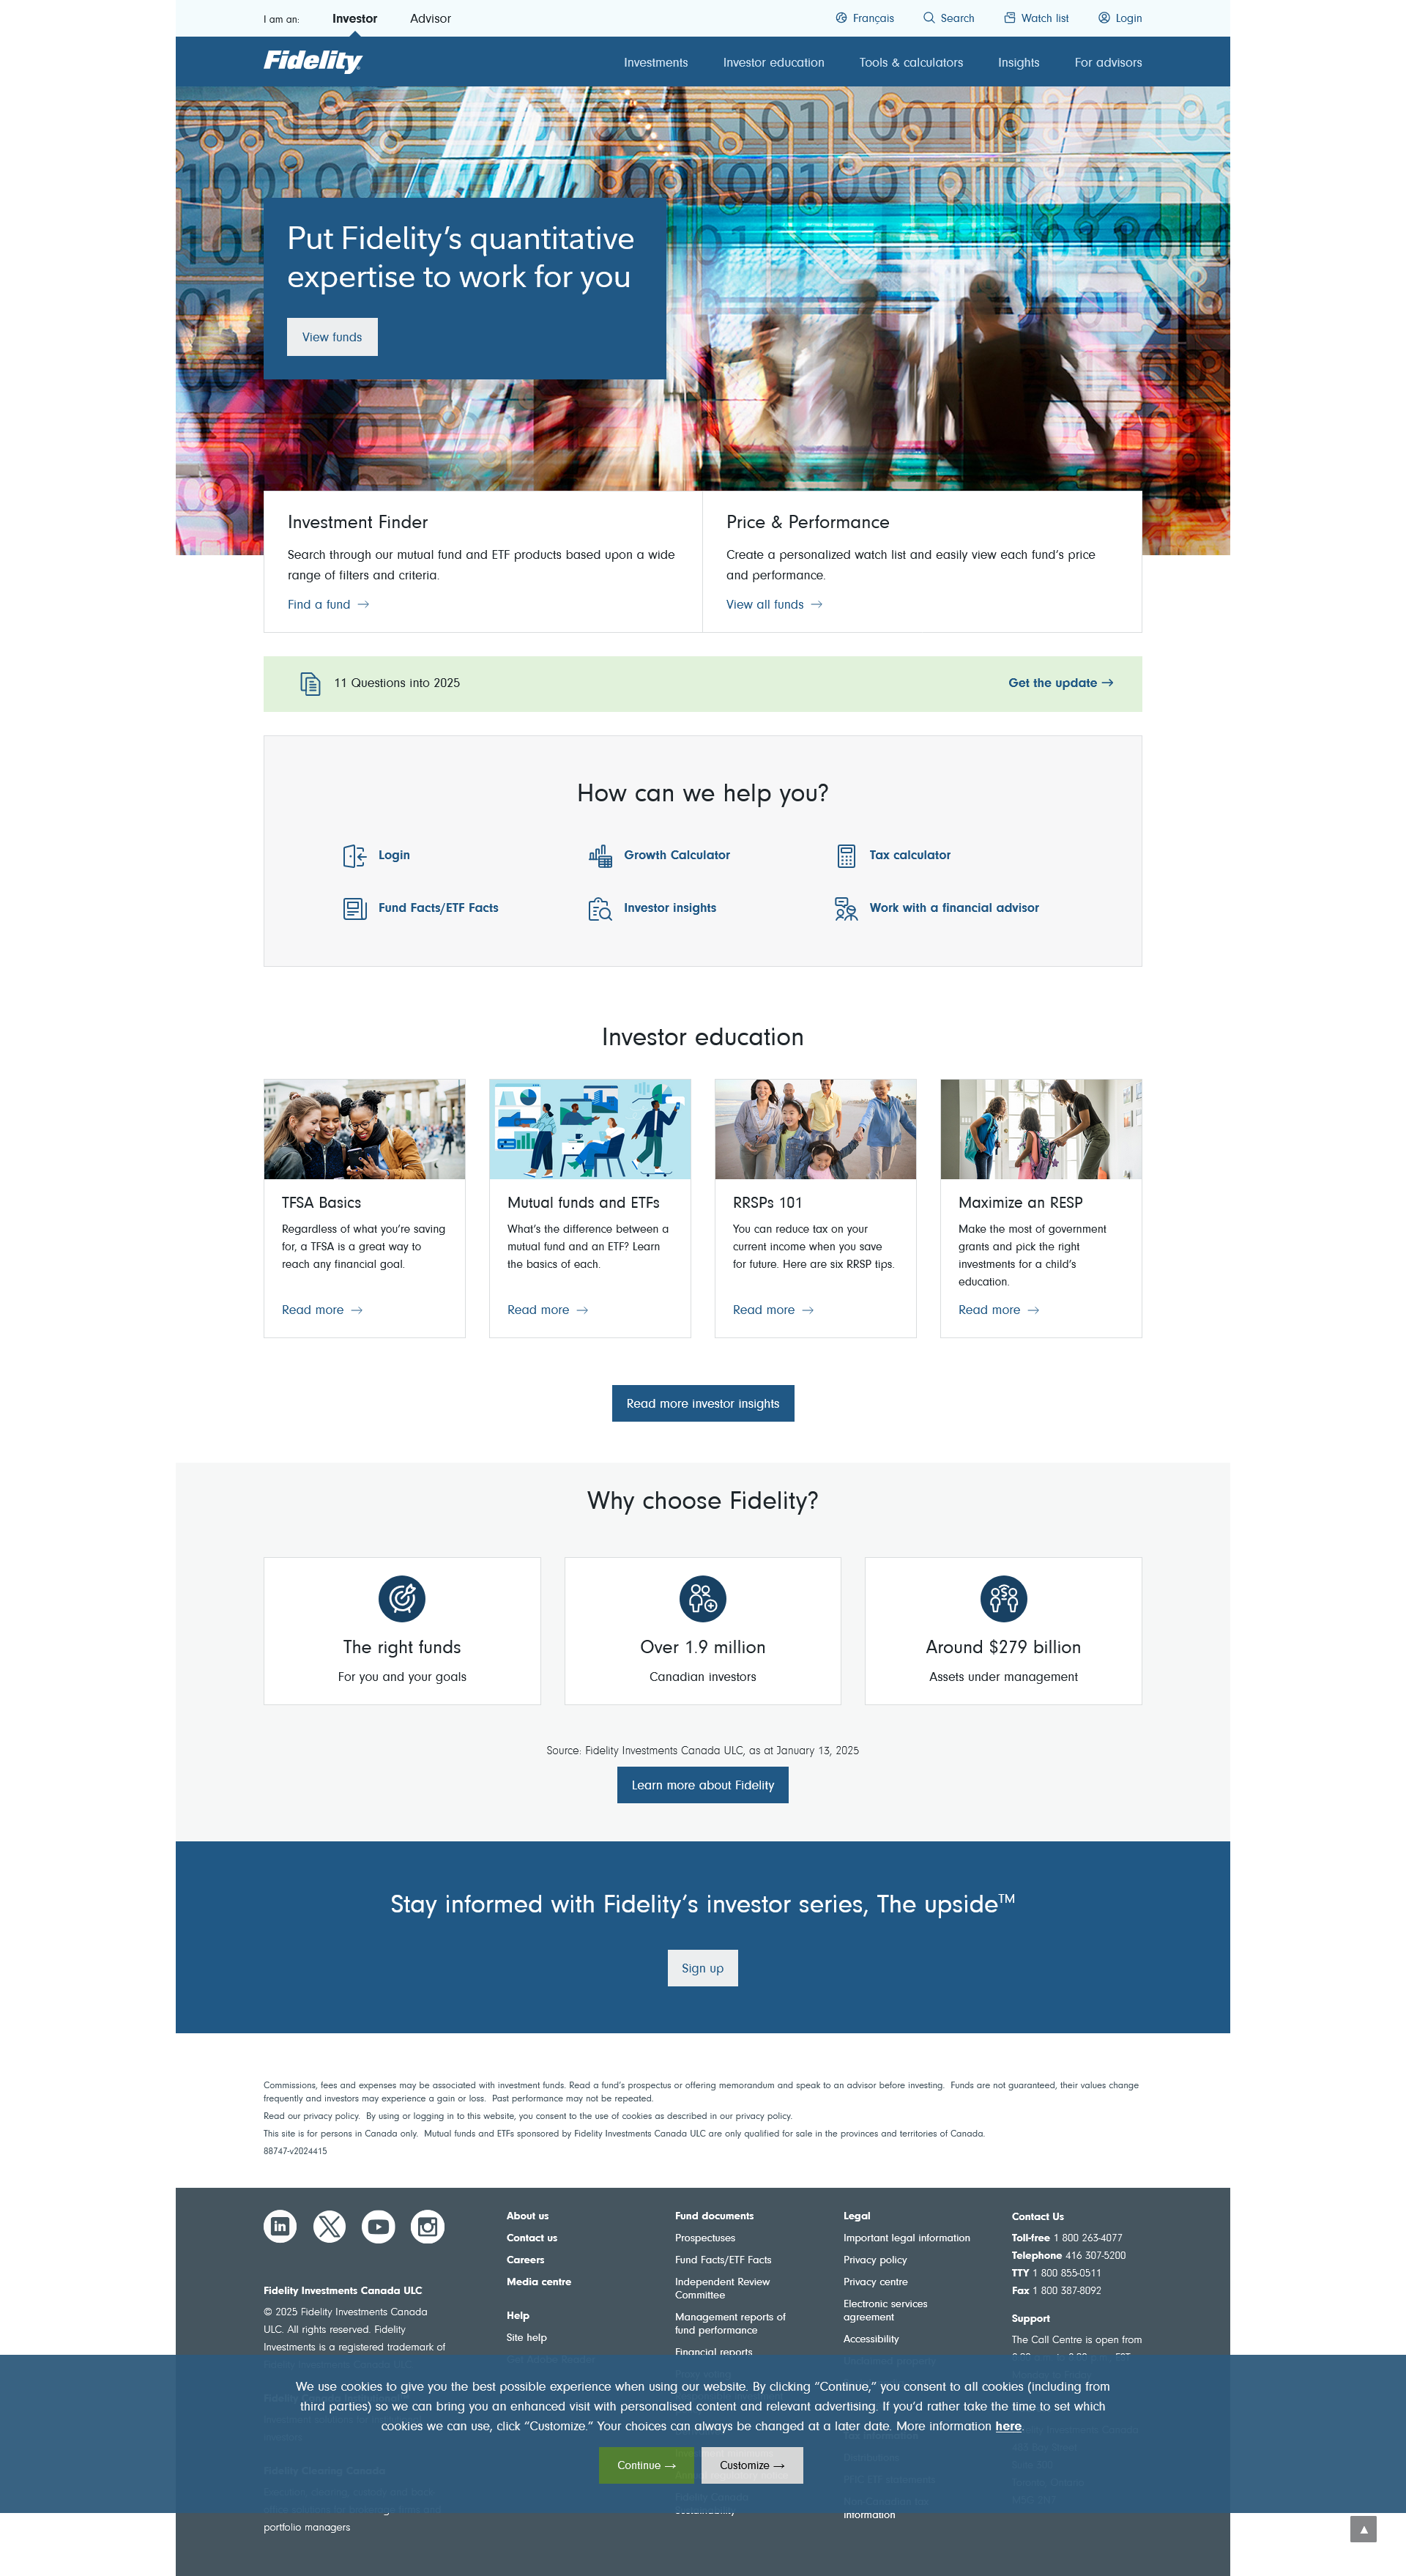 I am an:
Investor
Advisor
Français
Search
Watch list
Login
Fidelity
Investments
Investor education
Tools & calculators
Insights
For advisors
Put Fidelity’s quantitative
expertise to work for you
View funds
Investment Finder
Search through our mutual fund and ETF products based upon a wide
range of filters and criteria.
Find a fund →
Price & Performance
Create a personalized watch list and easily view each fund’s price
and performance.
View all funds →
11 Questions into 2025
Get the update →
How can we help you?
Login
Growth Calculator
Tax calculator
Fund Facts/ETF Facts
Investor insights
Work with a financial advisor
Investor education
TFSA Basics
Regardless of what you’re saving
for, a TFSA is a great way to
reach any financial goal.
Read more →
Mutual funds and ETFs
What’s the difference between a
mutual fund and an ETF? Learn
the basics of each.
Read more →
RRSPs 101
You can reduce tax on your
current income when you save
for future. Here are six RRSP tips.
Read more →
Maximize an RESP
Make the most of government
grants and pick the right
investments for a child’s
education.
Read more →
Read more investor insights
Why choose Fidelity?
The right funds
For you and your goals
Over 1.9 million
Canadian investors
Around $279 billion
Assets under management
Source: Fidelity Investments Canada ULC, as at January 13, 2025
Learn more about Fidelity
Stay informed with Fidelity’s investor series, The upside™
Sign up
Commissions, fees and expenses may be associated with investment funds. Read a fund’s prospectus or offering memorandum and speak to an advisor before investing. Funds are not guaranteed, their values change
frequently and investors may experience a gain or loss. Past performance may not be repeated.
Read our privacy policy. By using or logging in to this website, you consent to the use of cookies as described in our privacy policy.
This site is for persons in Canada only. Mutual funds and ETFs sponsored by Fidelity Investments Canada ULC are only qualified for sale in the provinces and territories of Canada.
88747-v2024415
Fidelity Investments Canada ULC
© 2025 Fidelity Investments Canada
ULC. All rights reserved. Fidelity
Investments is a registered trademark of
portfolio managers
About us
Contact us
Careers
Media centre
Help
Site help
Fund documents
Prospectuses
Fund Facts/ETF Facts
Independent Review
Committee
Management reports of
fund performance
Financial reports
Legal
Important legal information
Privacy policy
Privacy centre
Electronic services
agreement
Accessibility
information
Contact Us
Toll-free 1 800 263-4077
Telephone 416 307-5200
TTY 1 800 855-0511
Fax 1 800 387-8092
Support
The Call Centre is open from
We use cookies to give you the best possible experience when using our website. By clicking “Continue,” you consent to all cookies (including from
third parties) so we can bring you an enhanced visit with personalised content and relevant advertising. If you’d rather take the time to set which
cookies we can use, click “Customize.” Your choices can always be changed at a later date. More information here.
Continue →
Customize →